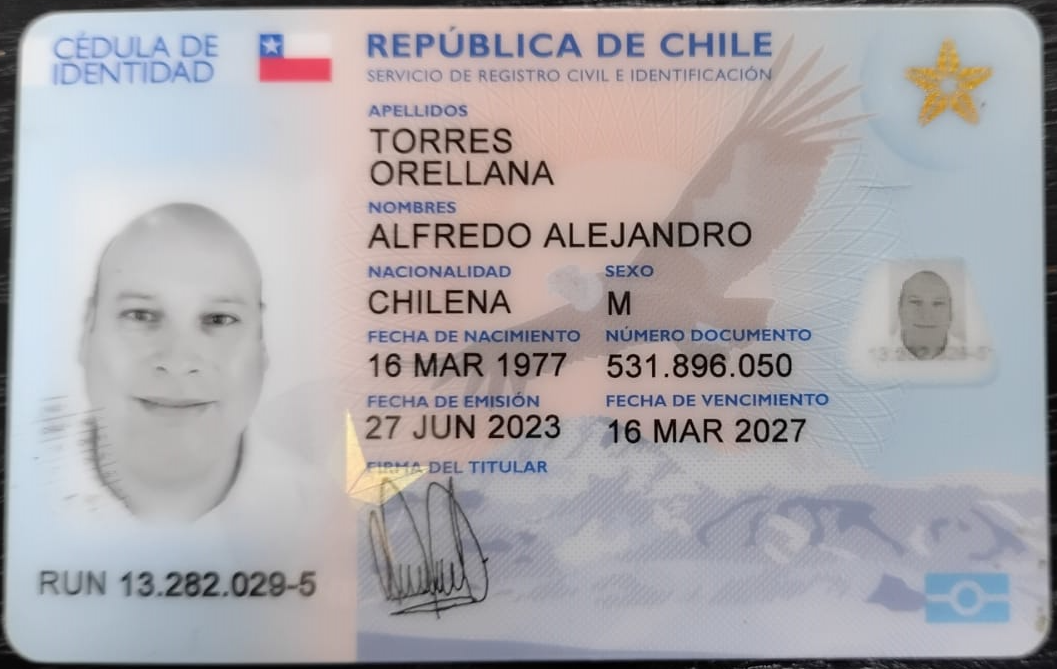 CÉDULA DE
IDENTIDAD
REPÚBLICA DE CHILE
SERVICIO DE REGISTRO CIVIL E IDENTIFICACIÓN
APELLIDOS
TORRES
ORELLANA
NOMBRES
ALFREDO ALEJANDRO
NACIONALIDAD SEXO
CHILENA M
FECHA DE NACIMIENTO NÚMERO DOCUMENTO
16 MAR 1977 531.896.050
FECHA DE EMISIÓN FECHA DE VENCIMIENTO
27 JUN 2023 16 MAR 2027
FIRMA DEL TITULAR
RUN 13.282.029-5